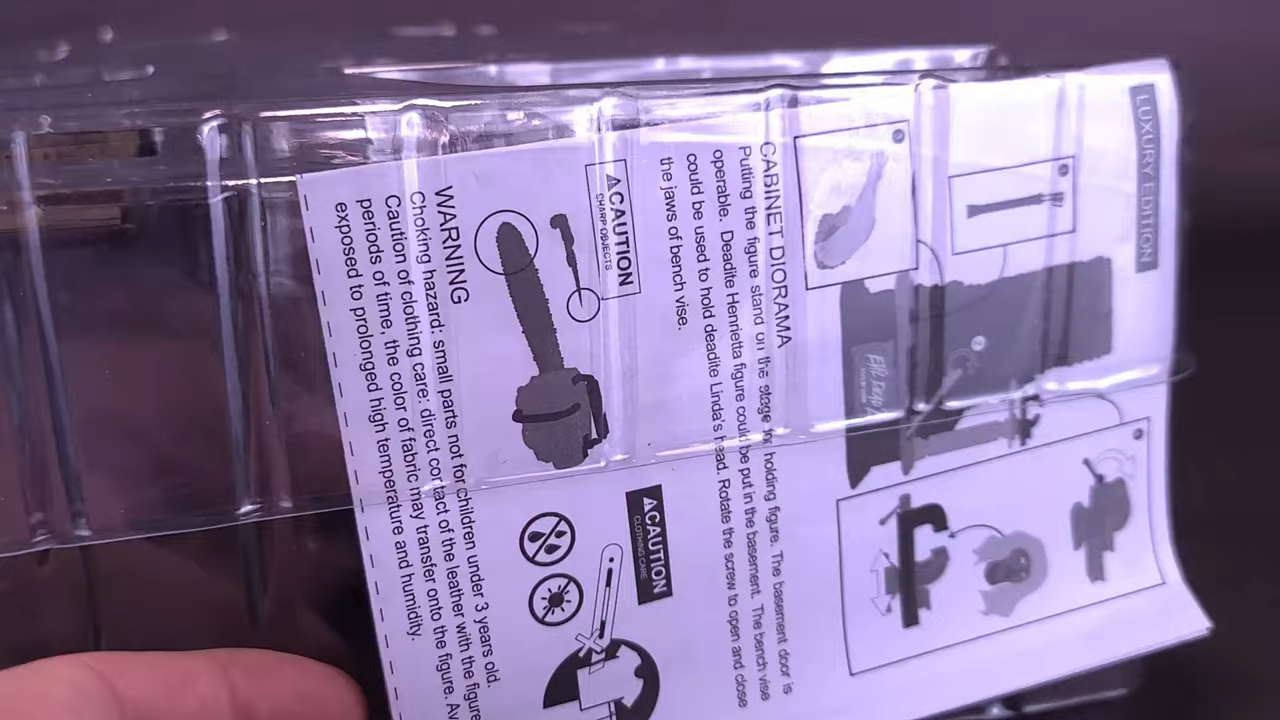 LUXURY EDITION
EVIL DEAD
CABINET DIORAMA
Putting the figure stand on the stage for holding figure. The basement door is
operable. Deadite Henrietta figure could be put in the basement. The bench vise
could be used to hold deadite Linda's head. Rotate the screw to open and close
the jaws of bench vise.
CAUTION
SHARP OBJECTS
CAUTION
CLOTHING CARE
WARNING
Choking hazard: small parts not for children under 3 years old.
Caution of clothing care: direct contact of the leather with the figure
periods of time, the color of fabric may transfer onto the figure.
exposed to prolonged high temperature and humidity.